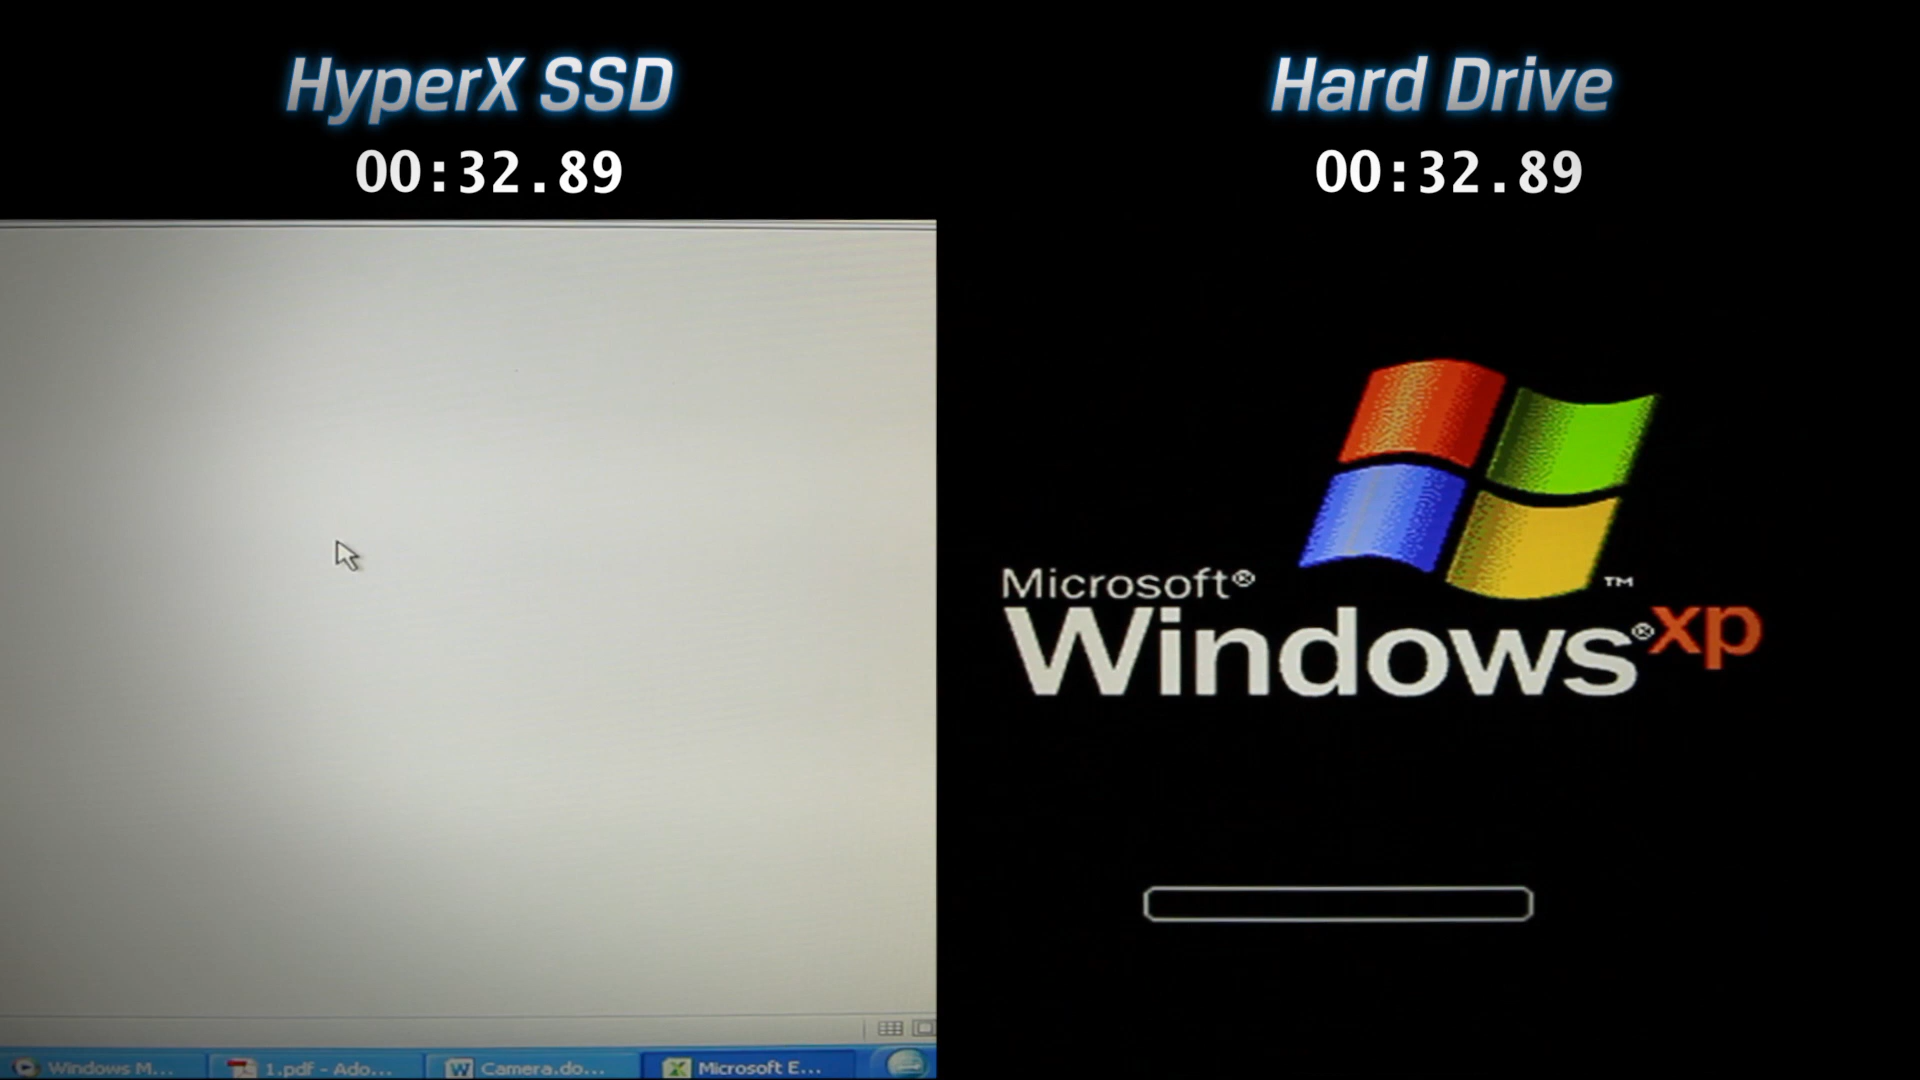 HyperX SSD
00:32.89
Hard Drive
00:32.89
Microsoft®
Windows® xp ™
Windows M...
1.pdf - Ado...
Camera.do...
Microsoft E...